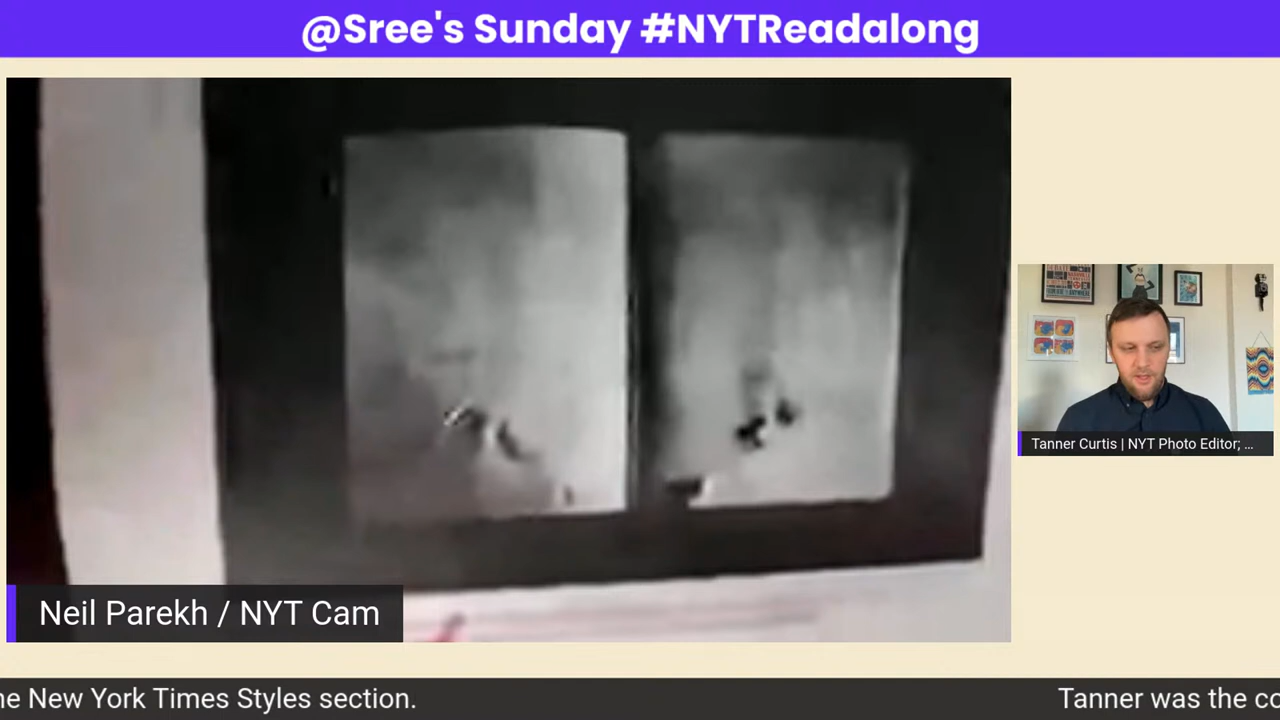 @Sree's Sunday #NYTReadalong
Tanner Curtis | NYT Photo Editor; ...
Neil Parekh / NYT Cam
he New York Times Styles section.
Tanner was the co